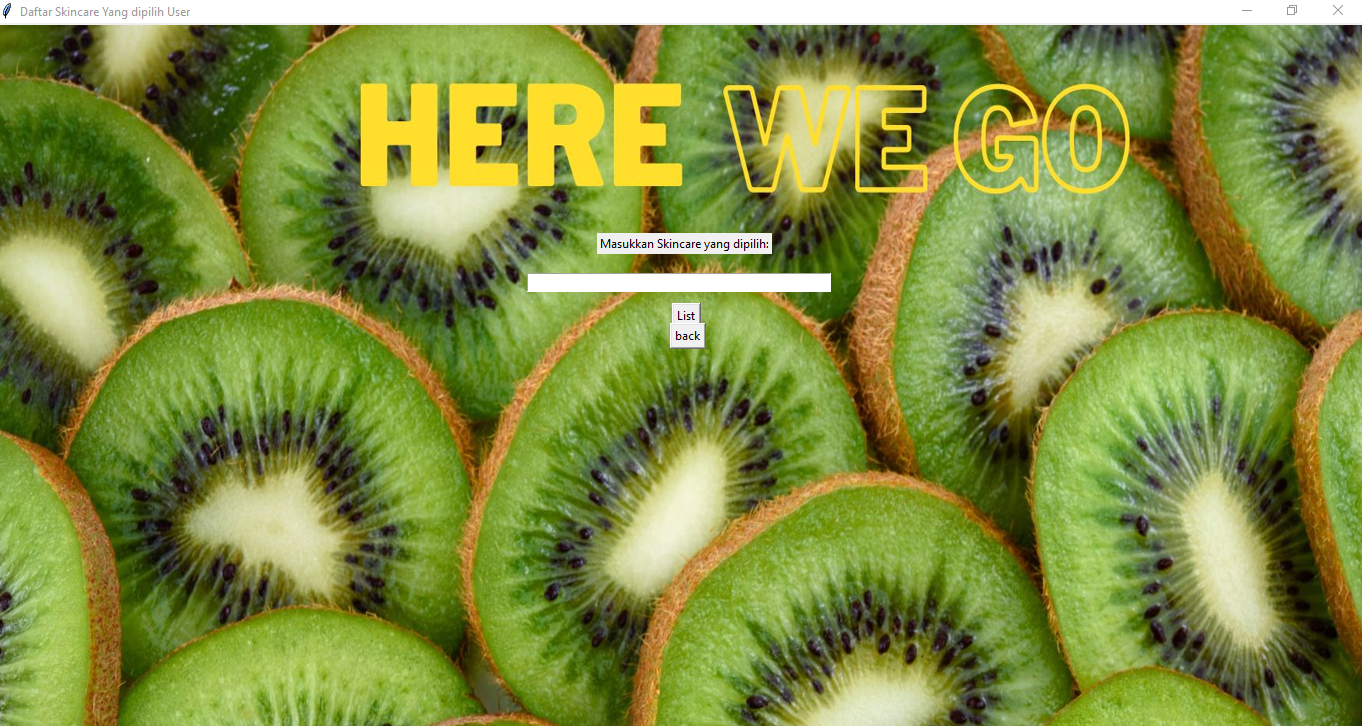 Daftar Skincare Yang dipilih User
HERE WE GO
Masukkan Skincare yang dipilih:
List
back